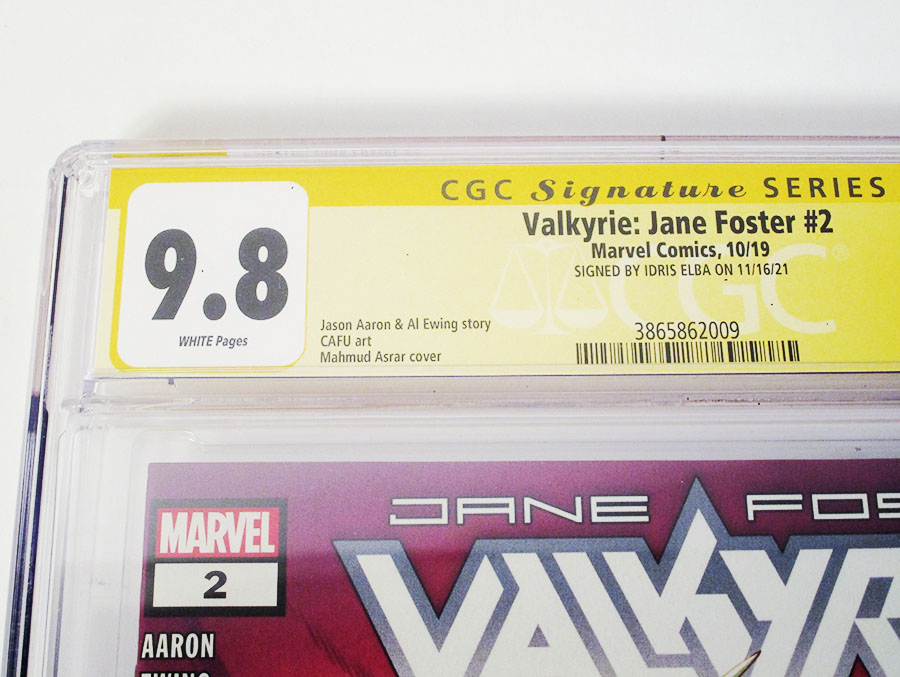 CGC Signature SERIES
Valkyrie: Jane Foster #2
Marvel Comics, 10/19
SIGNED BY IDRIS ELBA ON 11/16/21
9.8
WHITE Pages
Jason Aaron & Al Ewing story
CAFU art
Mahmud Asrar cover
CGC®
3865862009
JANE FOS
VALKYR
MARVEL
2
AARON
EWING